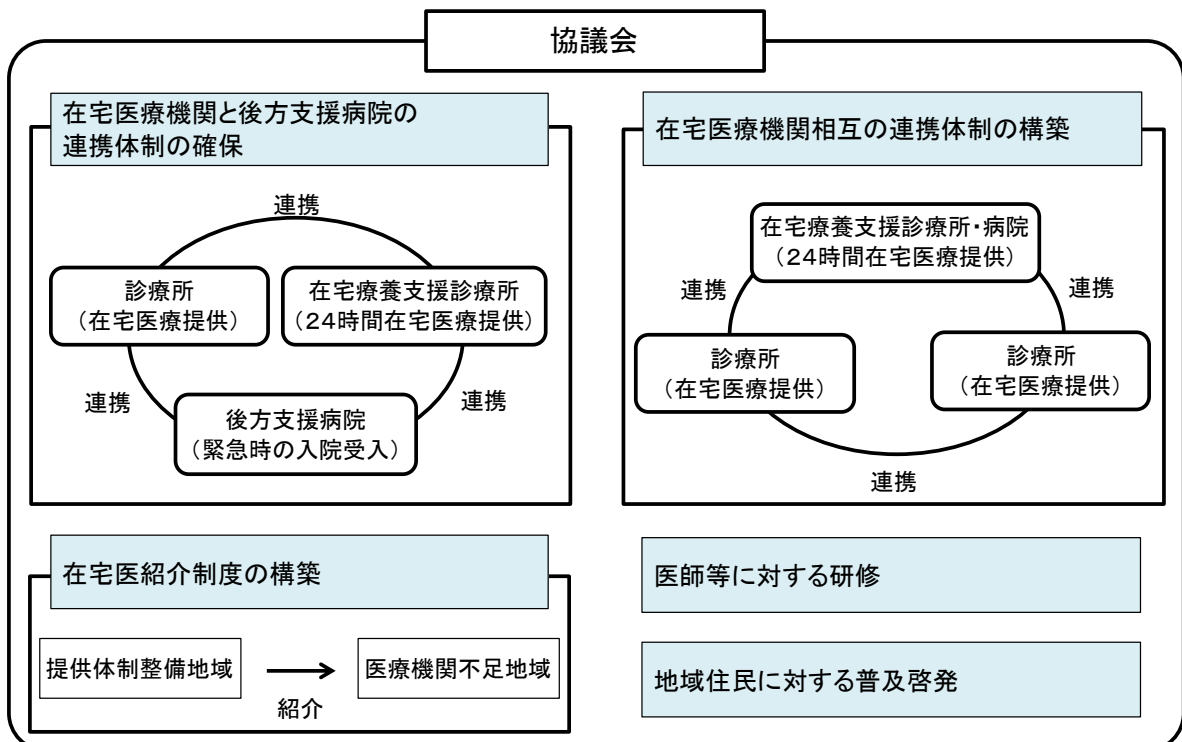 協議会
在宅医療機関と後方支援病院の
連携体制の確保
連携
診療所
（在宅医療提供）
在宅療養支援診療所
（２４時間在宅医療提供）
連携
連携
後方支援病院
（緊急時の入院受入）
在宅医療機関相互の連携体制の構築
在宅療養支援診療所・病院
（２４時間在宅医療提供）
連携
連携
診療所
（在宅医療提供）
診療所
（在宅医療提供）
連携
在宅医紹介制度の構築
提供体制整備地域
医療機関不足地域
紹介
医師等に対する研修
地域住民に対する普及啓発